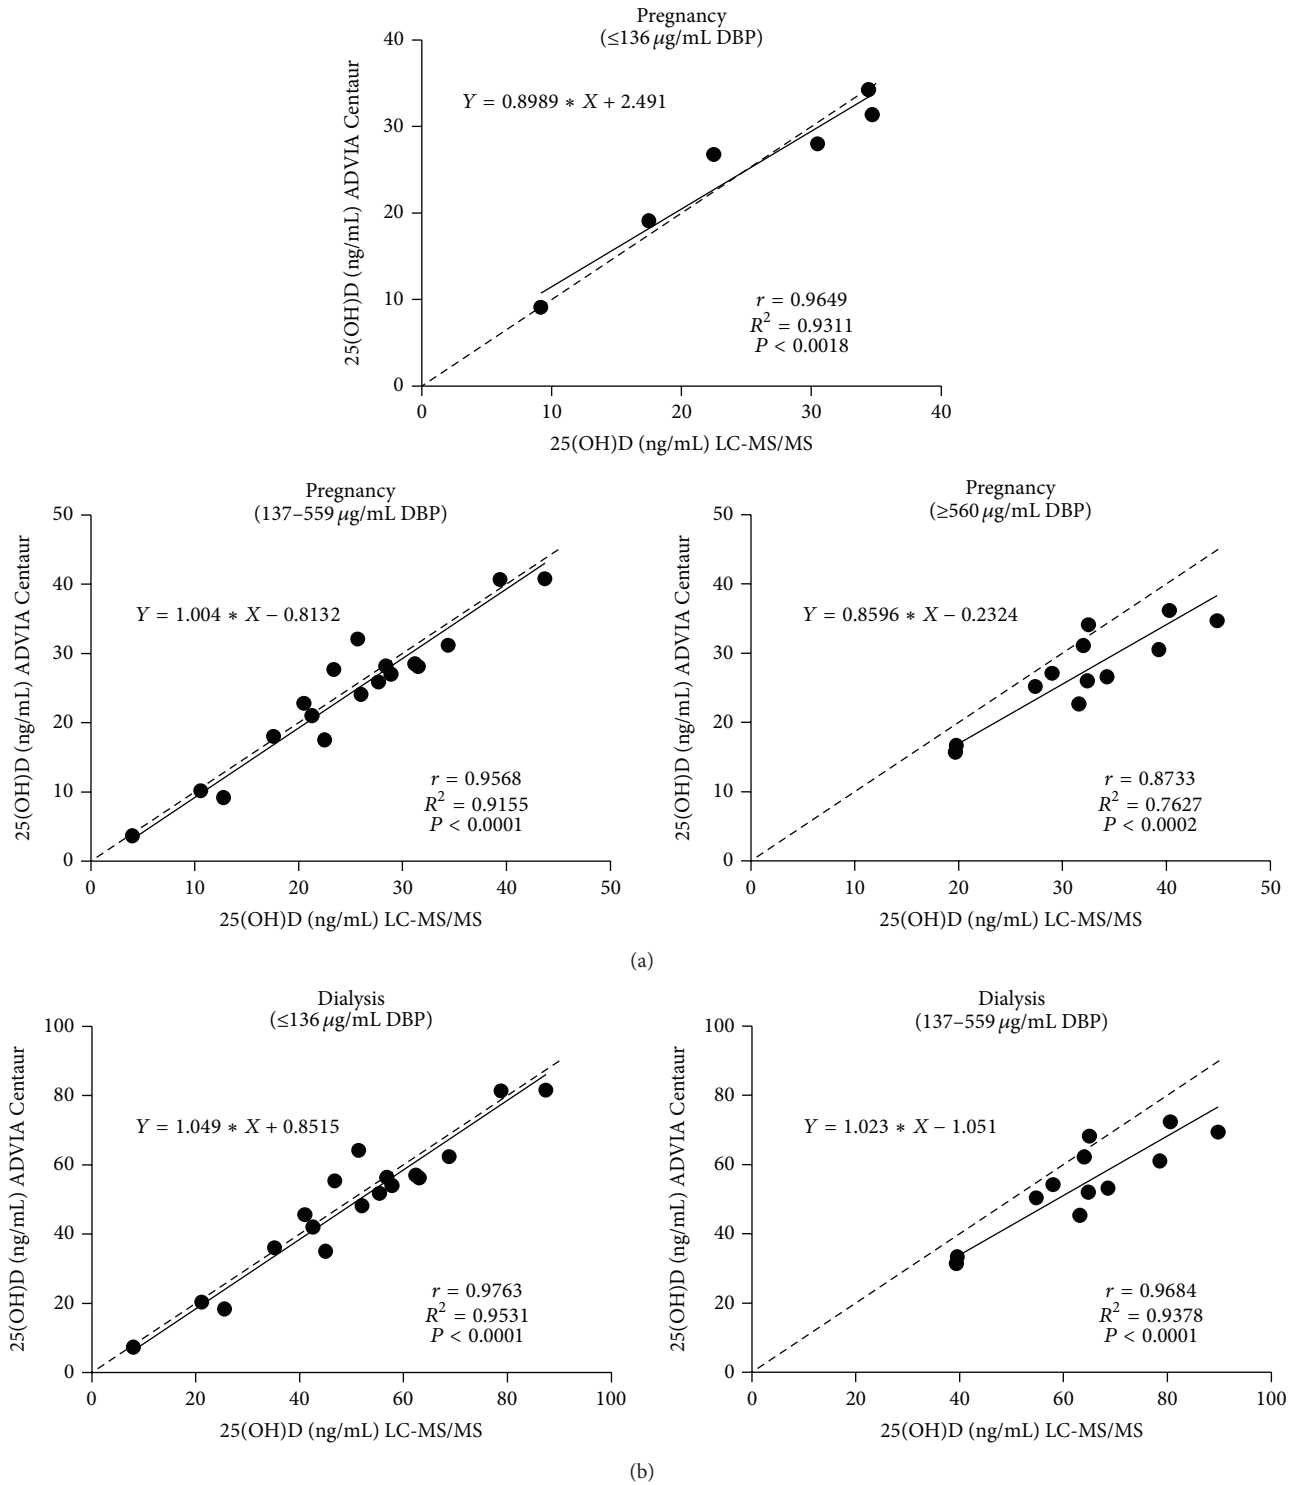 Pregnancy
(≤136 μg/mL DBP)
40
30
20
10
0
25(OH)D (ng/mL) ADVIA Centaur
Y = 0.8989 ∗ X + 2.491
r = 0.9649
R² = 0.9311
P < 0.0018
0 10 20 30 40
25(OH)D (ng/mL) LC-MS/MS
Pregnancy
(137–559 μg/mL DBP)
50
40
30
20
10
0
25(OH)D (ng/mL) ADVIA Centaur
Y = 1.004 ∗ X − 0.8132
r = 0.9568
R² = 0.9155
P < 0.0001
0 10 20 30 40 50
25(OH)D (ng/mL) LC-MS/MS
Pregnancy
(≥560 μg/mL DBP)
50
40
30
20
10
0
25(OH)D (ng/mL) ADVIA Centaur
Y = 0.8596 ∗ X − 0.2324
r = 0.8733
R² = 0.7627
P < 0.0002
0 10 20 30 40 50
25(OH)D (ng/mL) LC-MS/MS
(a)
Dialysis
(≤136 μg/mL DBP)
100
80
60
40
20
0
25(OH)D (ng/mL) ADVIA Centaur
Y = 1.049 ∗ X + 0.8515
r = 0.9763
R² = 0.9531
P < 0.0001
0 20 40 60 80 100
25(OH)D (ng/mL) LC-MS/MS
Dialysis
(137–559 μg/mL DBP)
100
80
60
40
20
0
25(OH)D (ng/mL) ADVIA Centaur
Y = 1.023 ∗ X − 1.051
r = 0.9684
R² = 0.9378
P < 0.0001
0 20 40 60 80 100
25(OH)D (ng/mL) LC-MS/MS
(b)